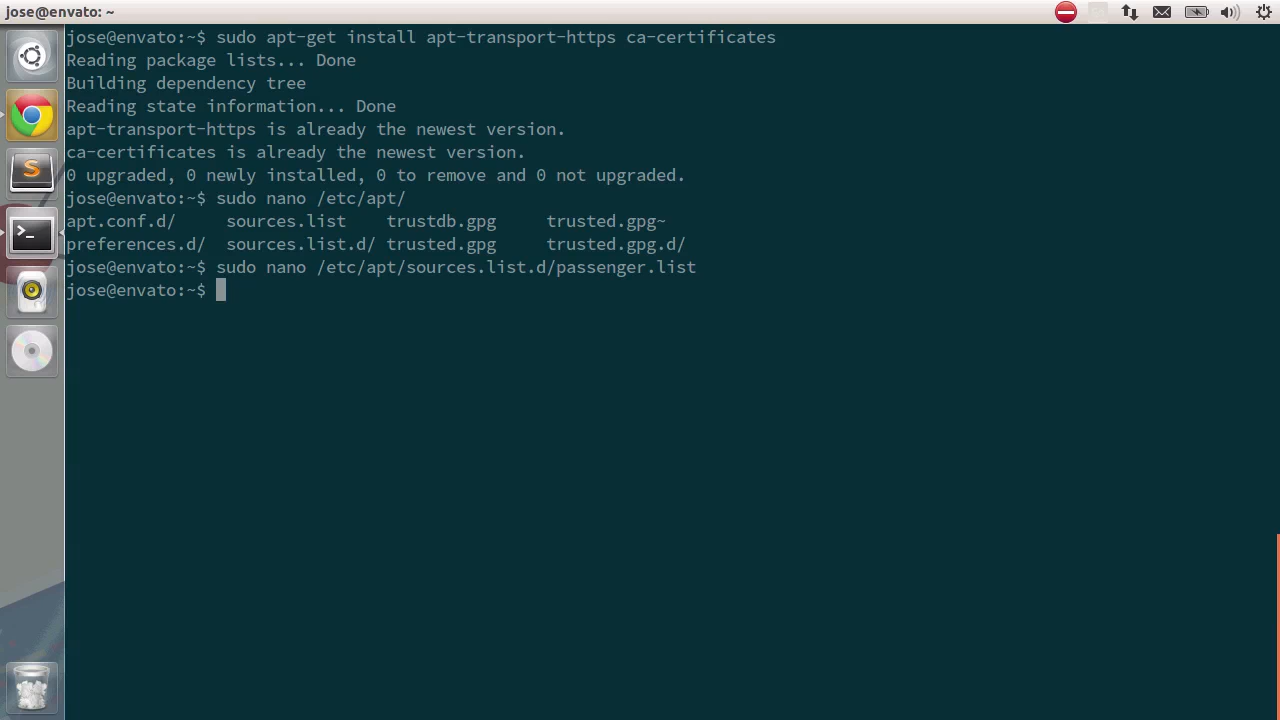 jose@envato: ~
jose@envato:~$ sudo apt-get install apt-transport-https ca-certificates
Reading package lists... Done
Building dependency tree
Reading state information... Done
apt-transport-https is already the newest version.
ca-certificates is already the newest version.
0 upgraded, 0 newly installed, 0 to remove and 0 not upgraded.
jose@envato:~$ sudo nano /etc/apt/
apt.conf.d/ sources.list trustdb.gpg trusted.gpg~
preferences.d/ sources.list.d/ trusted.gpg trusted.gpg.d/
jose@envato:~$ sudo nano /etc/apt/sources.list.d/passenger.list
jose@envato:~$